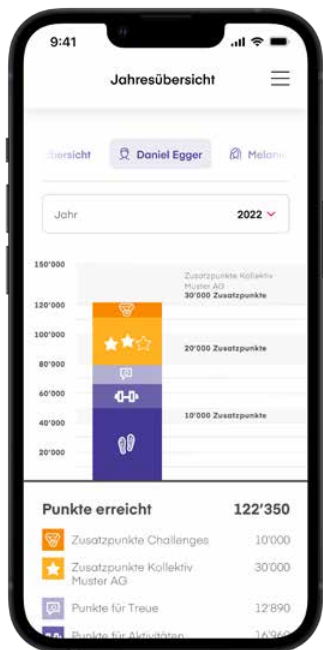 9:41
Jahresübersicht
bersicht
Daniel Egger
Melanie
Jahr
2022
150'000
Zusatzpunkte Kollektiv
Muster AG
30'000 Zusatzpunkte
120'000
100'000
20'000 Zusatzpunkte
80'000
60'000
40'000
10'000 Zusatzpunkte
20'000
Punkte erreicht 122'350
Zusatzpunkte Challenges 10'000
Zusatzpunkte Kollektiv 30'000
Muster AG
Punkte für Treue 12'890
Punkte für Aktivitäten 16'960